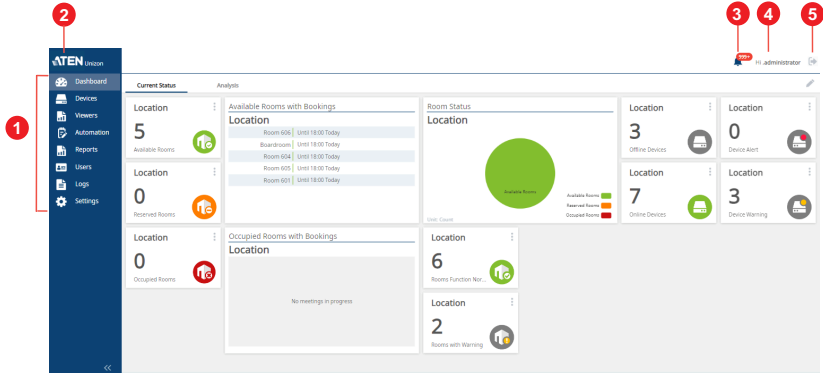 2
3
4
5
1
ATEN Unizon
999+
Hi ,administrator
Dashboard
Devices
Viewers
Automation
Reports
Users
Logs
Settings
Current Status
Analysis
Location
5
Available Rooms
Location
0
Reserved Rooms
Location
0
Occupied Rooms
Available Rooms with Bookings
Location
Room 606 Until 18:00 Today
Boardroom Until 18:00 Today
Room 604 Until 18:00 Today
Room 605 Until 18:00 Today
Room 601 Until 18:00 Today
Occupied Rooms with Bookings
Location
No meetings in progress
Room Status
Location
Available Rooms
Available Rooms
Reserved Rooms
Occupied Rooms
Unit: Count
Location
6
Rooms Function Nor...
Location
2
Rooms with Warning
Location
3
Offline Devices
Location
7
Online Devices
Location
0
Device Alert
Location
3
Device Warning